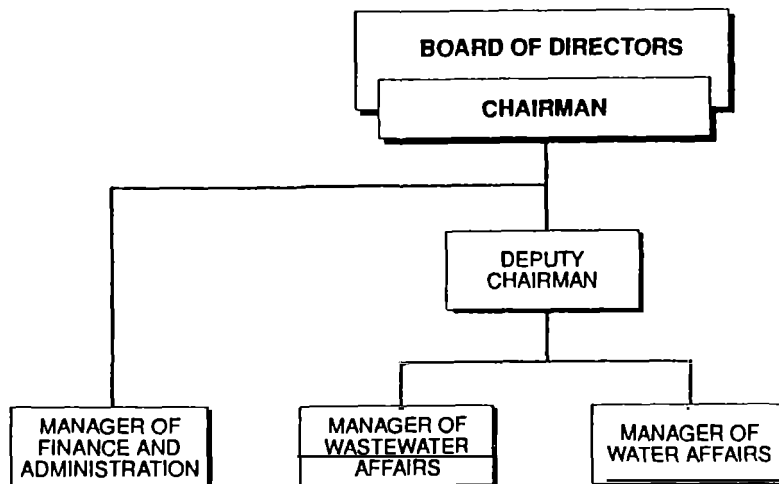 BOARD OF DIRECTORS
CHAIRMAN
DEPUTY
CHAIRMAN
MANAGER OF
FINANCE AND
ADMINISTRATION
MANAGER OF
WASTEWATER
AFFAIRS
MANAGER OF
WATER AFFAIRS